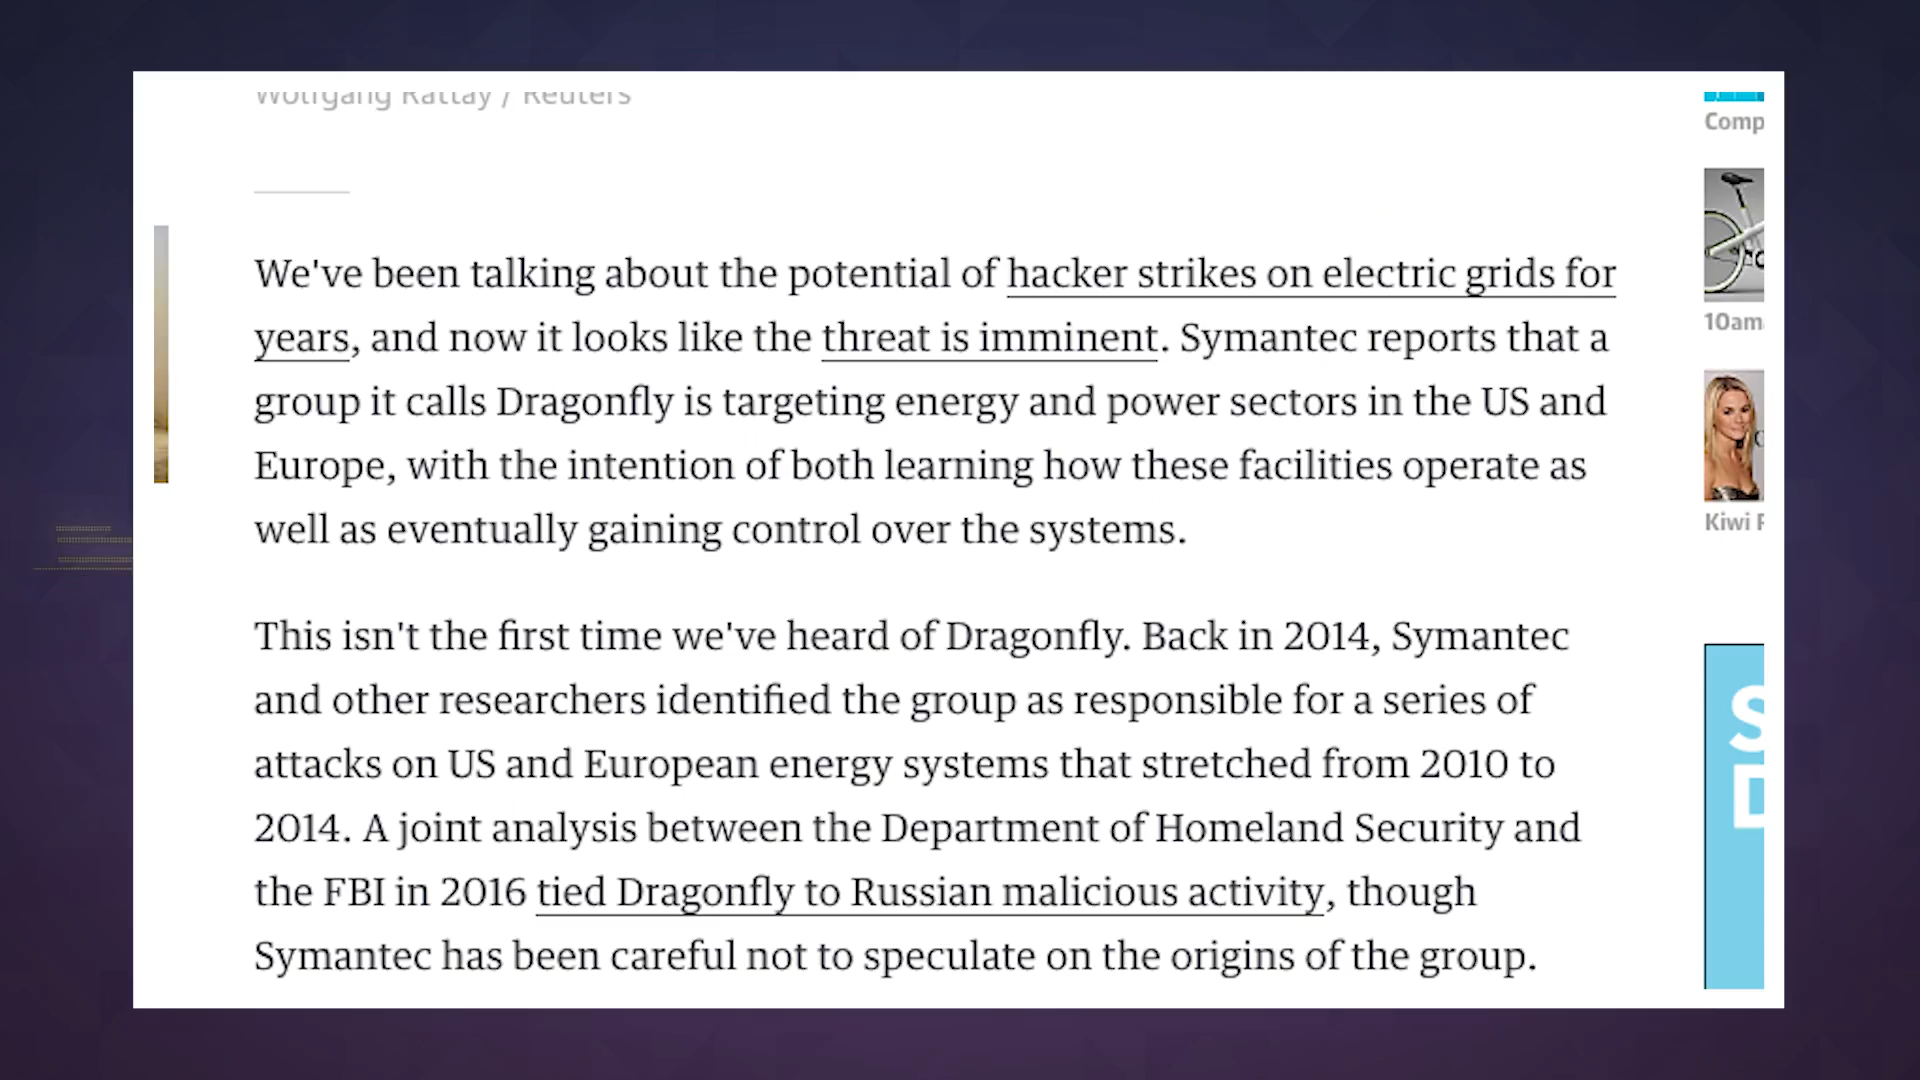 Wolfgang Rattay / Reuters
Comp
10am
Kiwi F
We've been talking about the potential of hacker strikes on electric grids for
years, and now it looks like the threat is imminent. Symantec reports that a
group it calls Dragonfly is targeting energy and power sectors in the US and
Europe, with the intention of both learning how these facilities operate as
well as eventually gaining control over the systems.
This isn't the first time we've heard of Dragonfly. Back in 2014, Symantec
and other researchers identified the group as responsible for a series of
attacks on US and European energy systems that stretched from 2010 to
2014. A joint analysis between the Department of Homeland Security and
the FBI in 2016 tied Dragonfly to Russian malicious activity, though
Symantec has been careful not to speculate on the origins of the group.
S
D